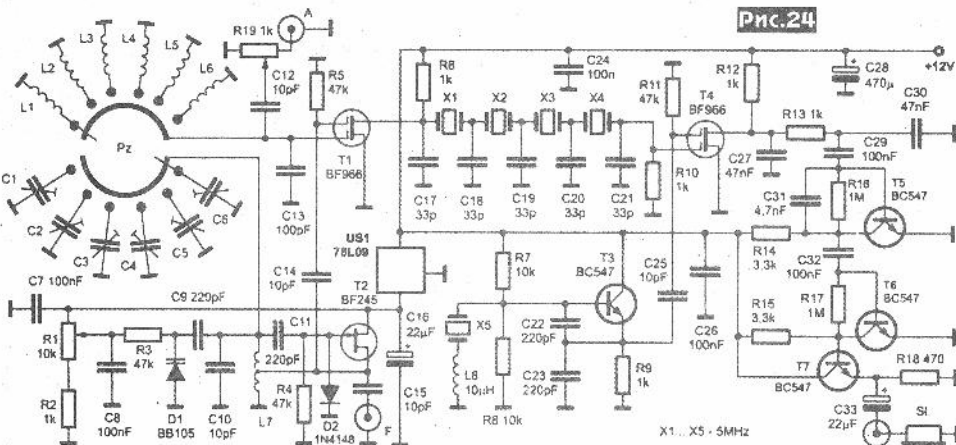 Рис.24
L3
L4
L2
L5
L1
L6
Pz
R19 1k
A
C12
10pF
R5
47k
T1
BF966
C13
100pF
C14
10pF
R6
1k
X1
X2
X3
X4
C24
100n
R11
47k
T4
BF966
R12
1k
C28
470µ
+12V
C30
47nF
R13 1k
C29
100nF
C27
47nF
R10
1k
C17
33p
C18
33p
C19
33p
C20
33p
C21
33p
C31
4,7nF
R16
1M
T5
BC547
C1
C2
C3
C4
C5
C6
US1
78L09
R14
3,3k
C32
100nF
R7
10k
T3
BC547
C25
10pF
C26
100nF
R15
3,3k
R17
1M
T6
BC547
C7 100nF
C9 220pF
T2
BF245
C16
22µF
X5
C22
220pF
T7
BC547
R18 470
R1
10k
R3
47k
C11
220pF
L8
10µH
C23
220pF
R9
1k
R2
1k
C8
100nF
D1
BB105
C10
10pF
L7
R4
47k
D2
1N4148
F
C15
10pF
R8 10k
X1... X5 - 5MHz
C33
22µF
Sł